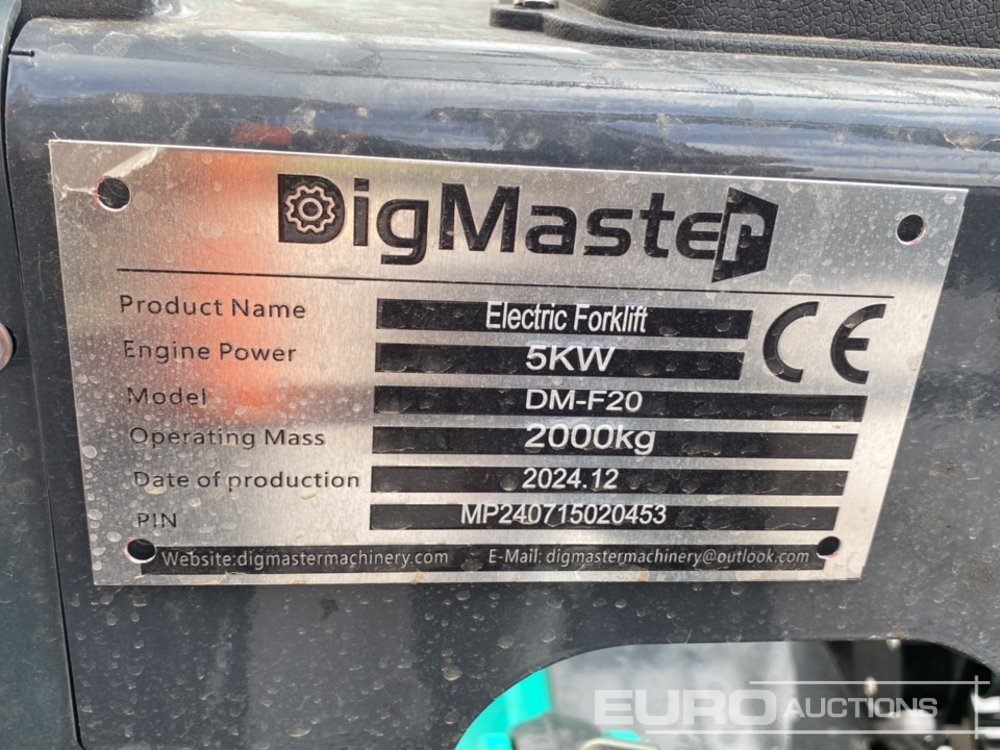 DigMaster
Product Name Electric Forklift
Engine Power 5KW
Model DM-F20
Operating Mass 2000kg
Date of production 2024.12
PIN MP240715020453
CE
Website:digmastermachinery.com E-Mail: digmastermachinery@outlook.com
EURO AUCTIONS